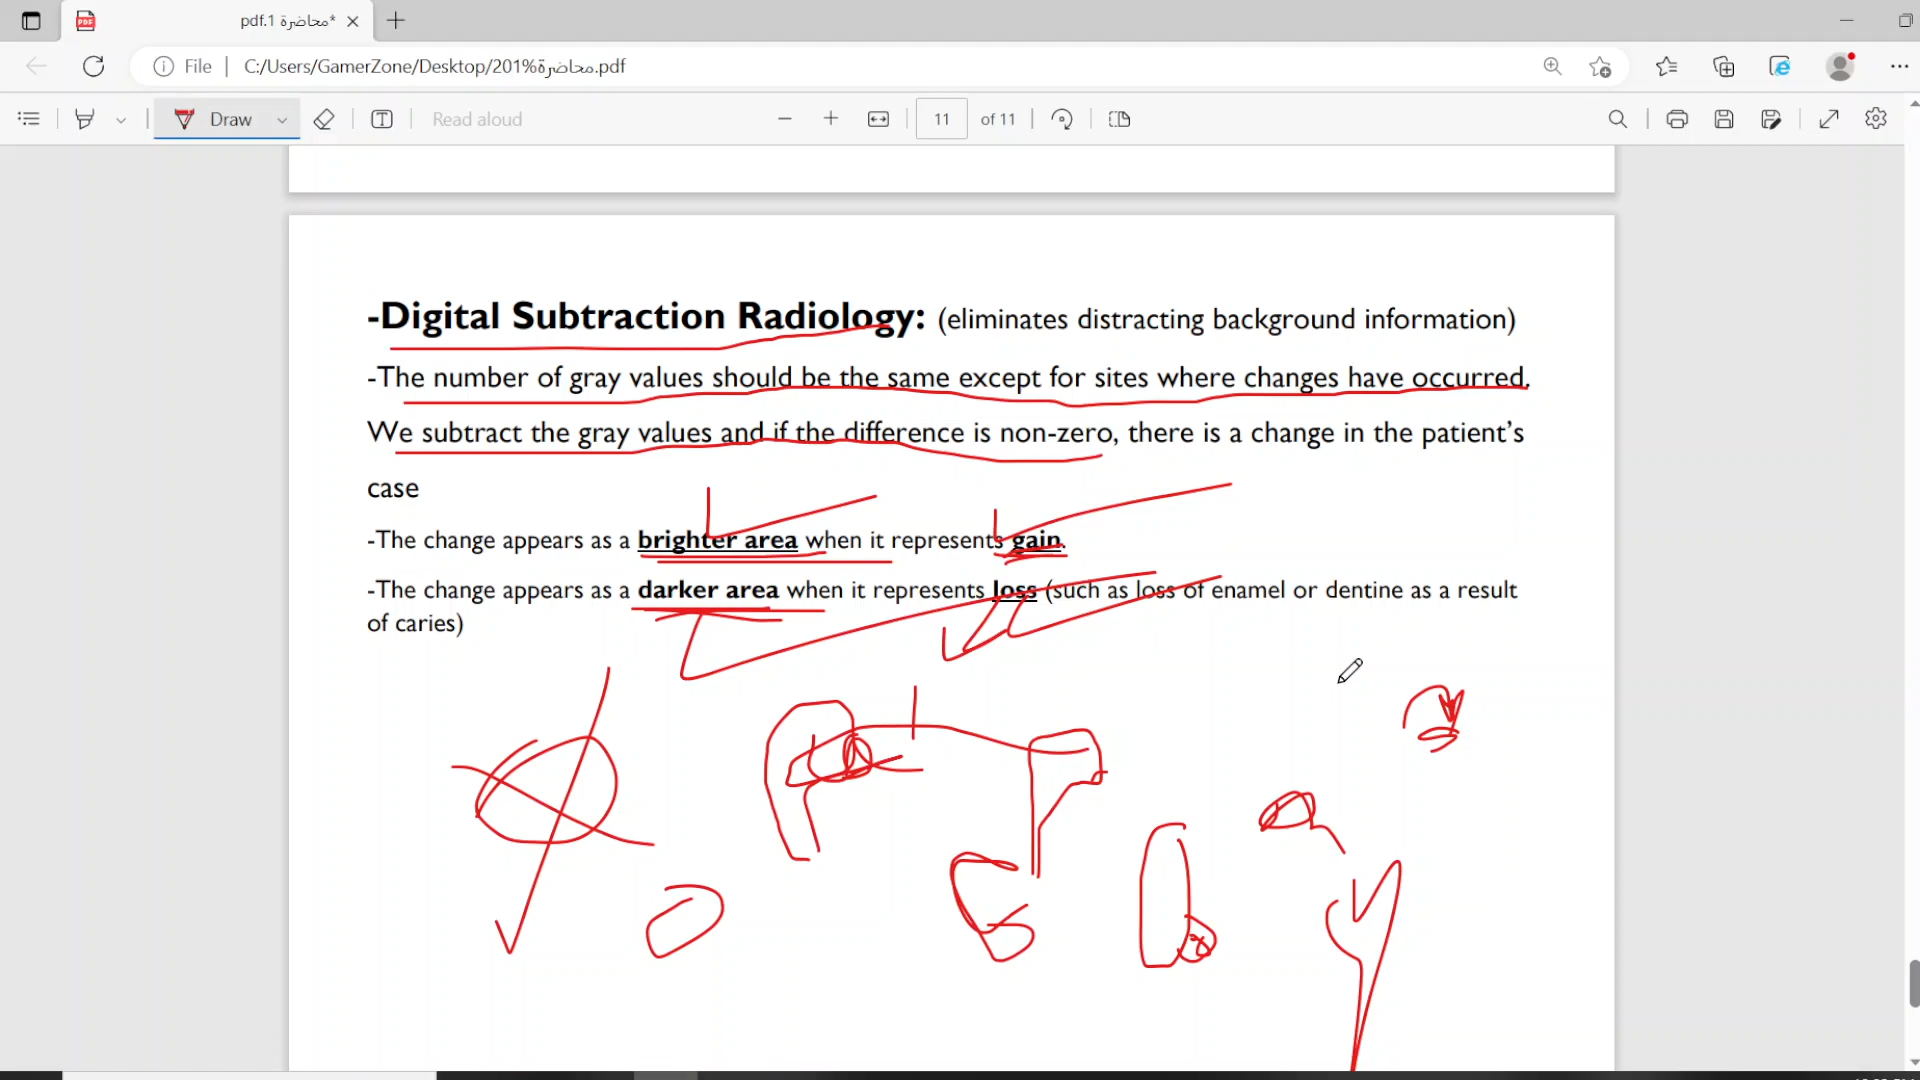 pdf.1 محاضرة*
File
C:/Users/GamerZone/Desktop/201%محاضرة.pdf
Draw
Read aloud
11
of 11
-Digital Subtraction Radiology: (eliminates distracting background information)
-The number of gray values should be the same except for sites where changes have occurred.
We subtract the gray values and if the difference is non-zero, there is a change in the patient's
case
-The change appears as a brighter area when it represents gain.
-The change appears as a darker area when it represents loss (such as loss of enamel or dentine as a result
of caries)